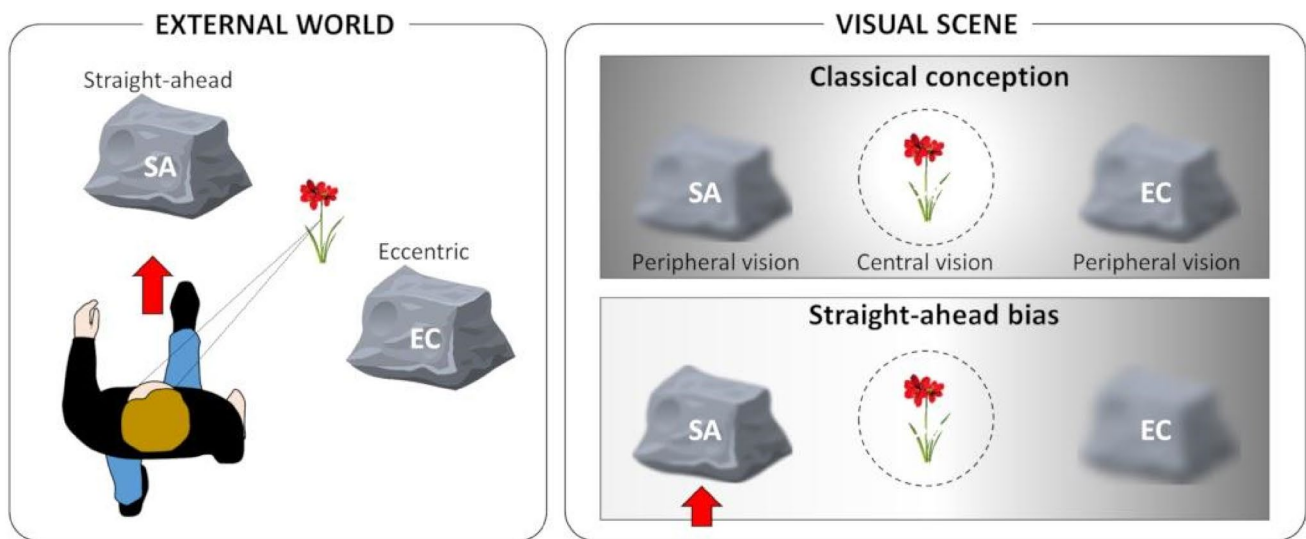 EXTERNAL WORLD
Straight-ahead
SA
Eccentric
EC
VISUAL SCENE
Classical conception
SA
EC
Peripheral vision
Central vision
Peripheral vision
Straight-ahead bias
SA
EC